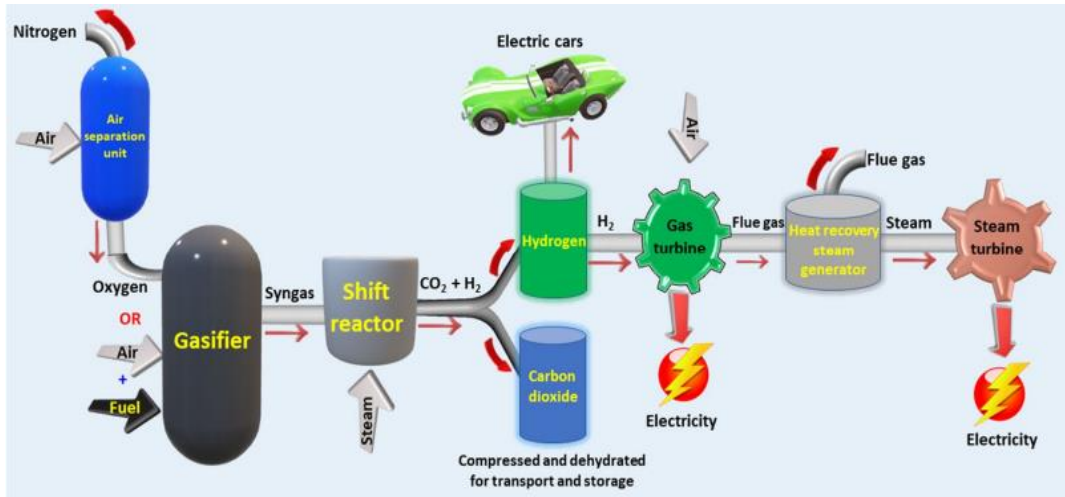 Nitrogen
Air
Air
separation
unit
Oxygen
OR
Air
+
Fuel
Gasifier
Syngas
Shift
reactor
Steam
CO₂ + H₂
Electric cars
Hydrogen
Carbon
dioxide
Compressed and dehydrated
for transport and storage
H₂
Air
Gas
turbine
Electricity
Flue gas
Heat recovery
steam
generator
Flue gas
Steam
Steam
turbine
Electricity